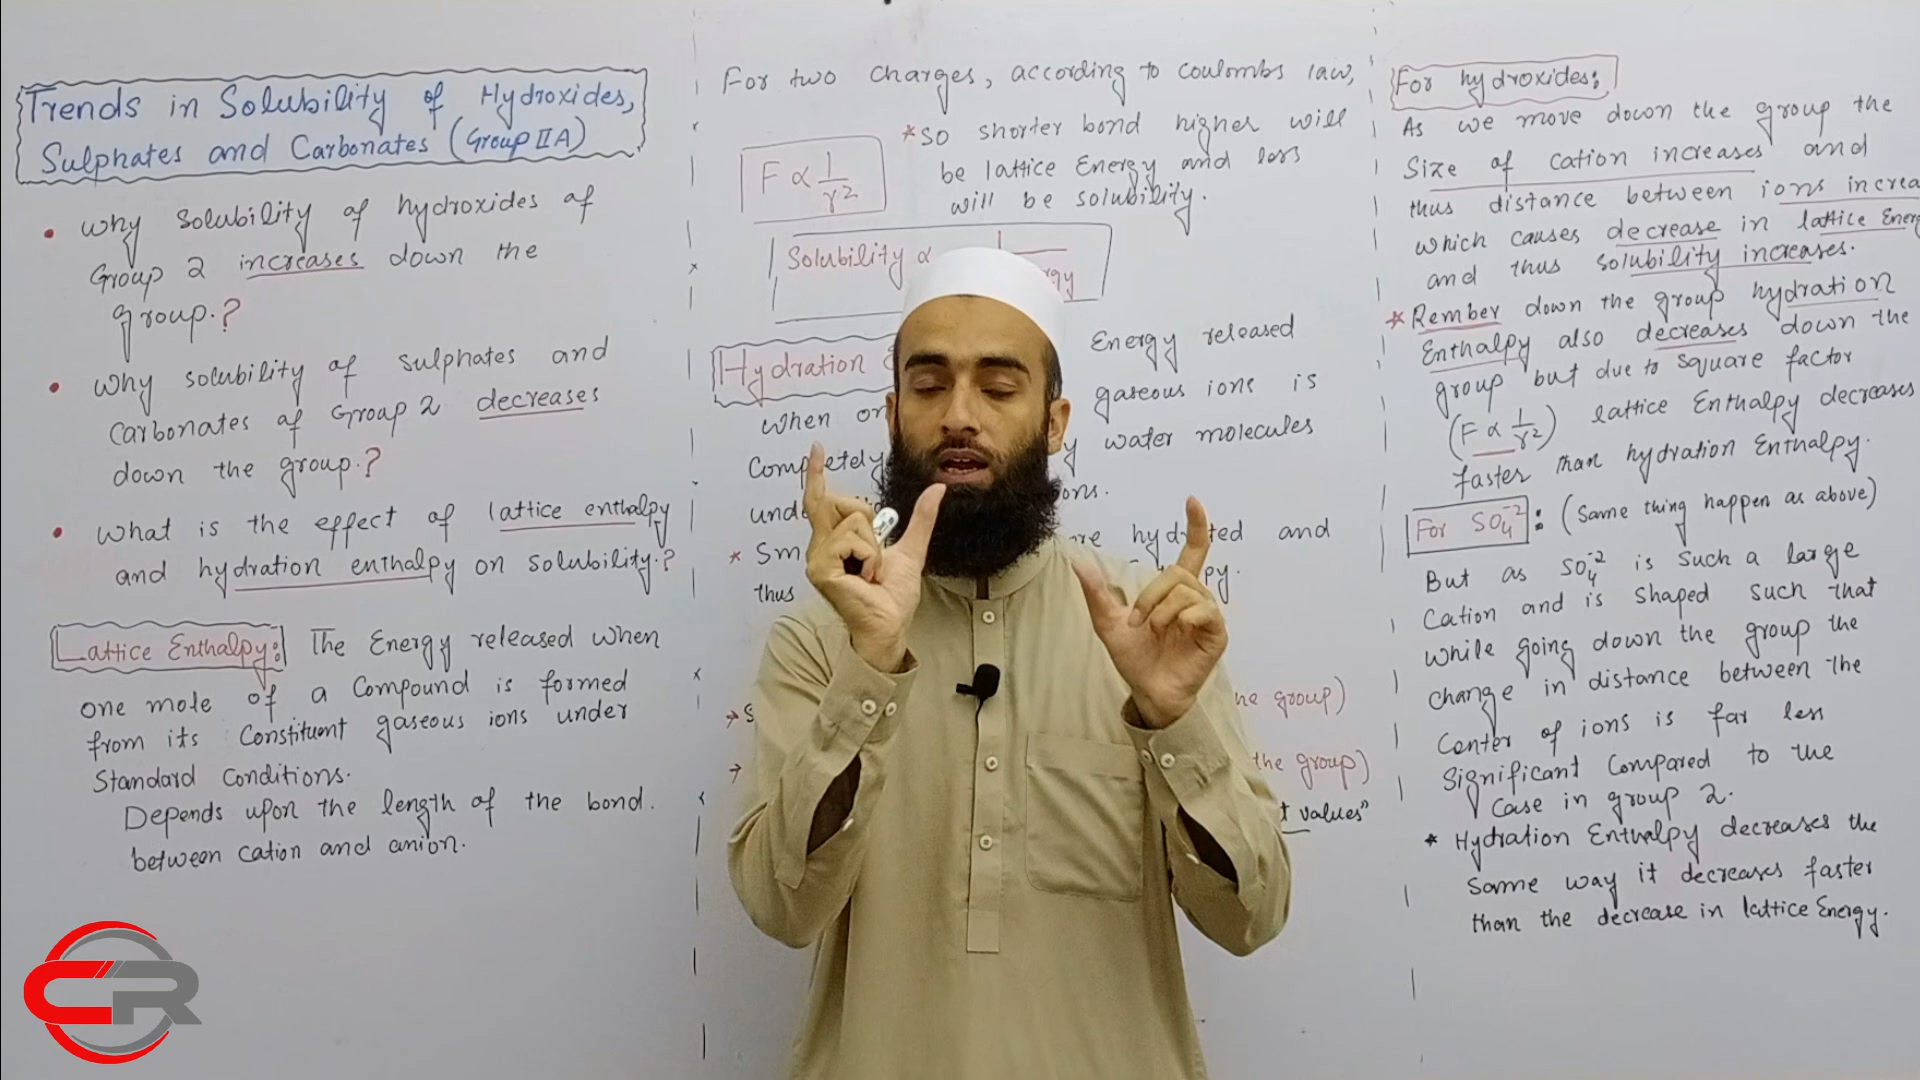 Trends in Solubility of Hydroxides,
Sulphates and Carbonates (Group IIA)
• why solubility of hydroxides of
Group 2 increases down the
group.?
• why solubility of sulphates and
Carbonates of Group 2 decreases
down the group.?
• what is the effect of lattice enthalpy
and hydration enthalpy on solubility.?
Lattice Enthalpy: The Energy released when
one mole of a Compound is formed
from its Constituent gaseous ions under
Standard Conditions.
Depends upon the length of the bond.
between cation and anion.
For two charges, according to Coulombs law,
F ∝ 1/r²
*so shorter bond higher will
be lattice Energy and less
will be solubility.
Solubility ∝
Hydration Energy released
when gaseous ions is
water molecules
* hydrated and
thus
he group)
the group)
values"
For hydroxides:
As we move down the group the
Size of cation increases and
thus distance between ions increa
which causes decrease in lattice Energ
and thus solubility increases.
* Rember down the group hydration
Enthalpy also decreases down the
group but due to square factor
(F ∝ 1/r²) lattice Enthalpy decreases
faster than hydration Enthalpy.
For SO₄⁻²: (Same thing happen as above)
But as SO₄⁻² is such a large
Cation and is shaped such that
while going down the group the
change in distance between the
Center of ions is far less
Significant Compared to the
Case in group 2.
* Hydration Enthalpy decreases the
same way it decreases faster
than the decrease in lattice Energy.
CR